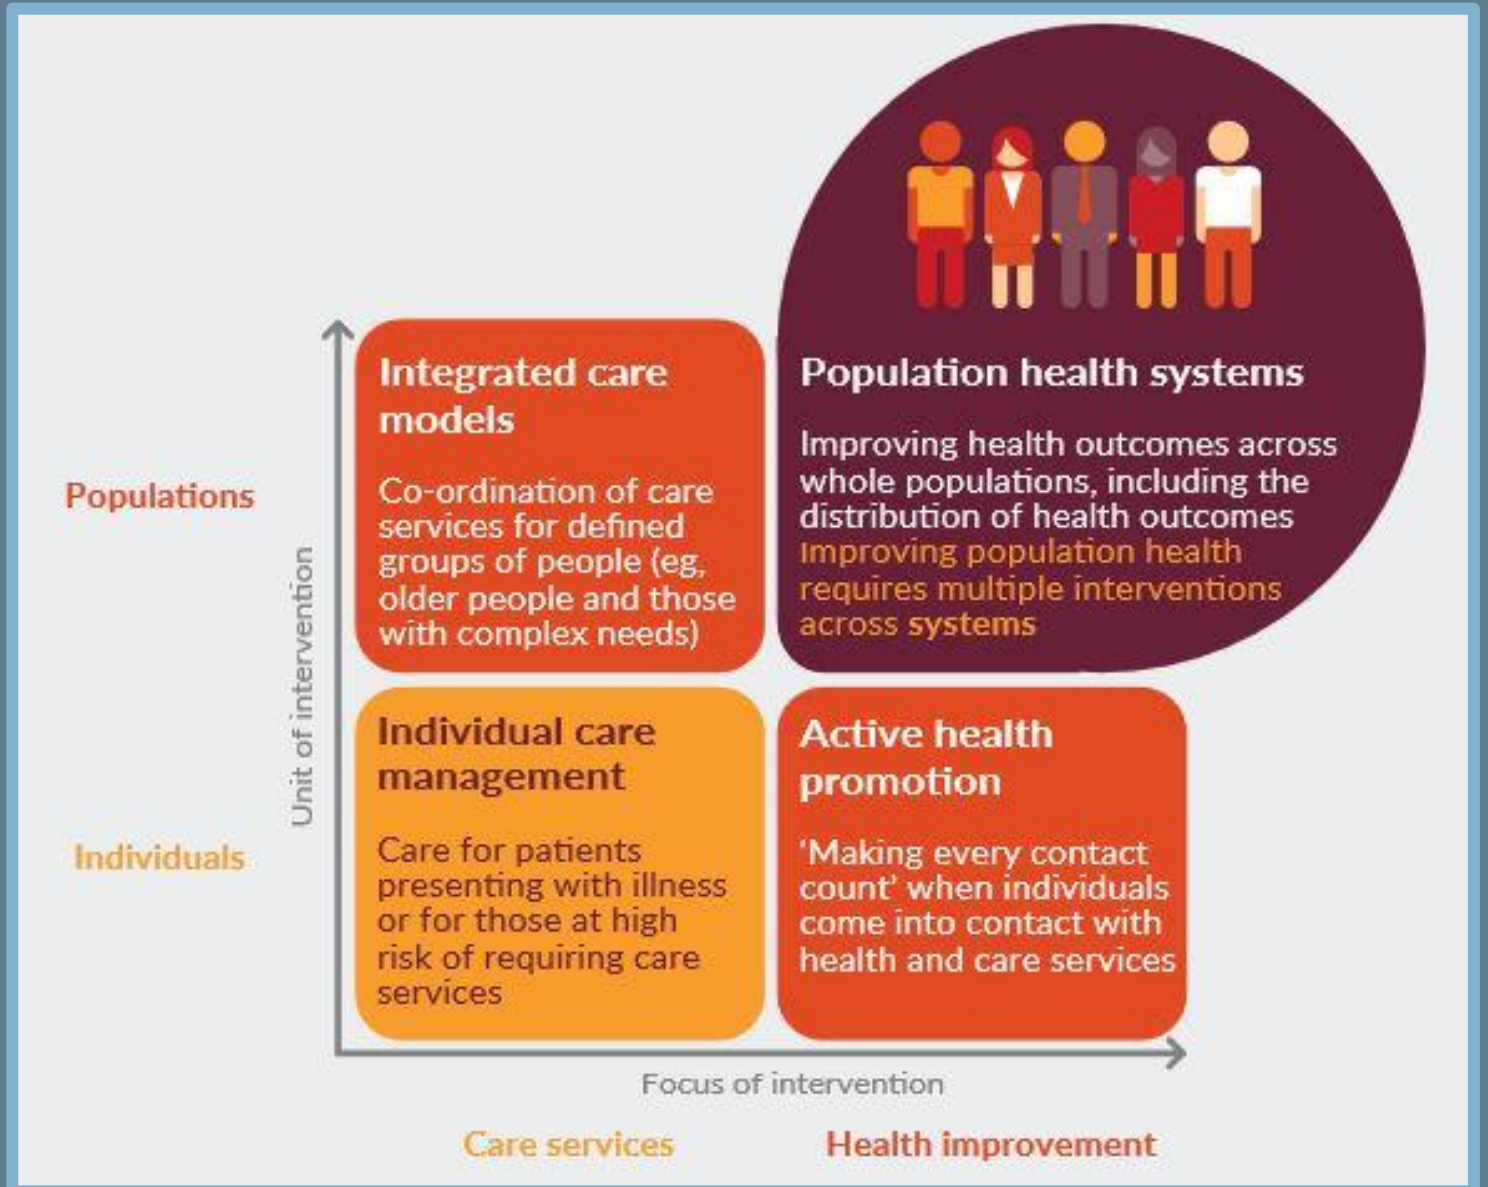 Integrated care
models
Co-ordination of care
services for defined
groups of people (eg,
older people and those
with complex needs)
Population health systems
Improving health outcomes across
whole populations, including the
distribution of health outcomes
Improving population health
requires multiple interventions
across systems
Populations
Individuals
Unit of intervention
Individual care
management
Care for patients
presenting with illness
or for those at high
risk of requiring care
services
Active health
promotion
‘Making every contact
count’ when individuals
come into contact with
health and care services
Focus of intervention
Care services
Health improvement